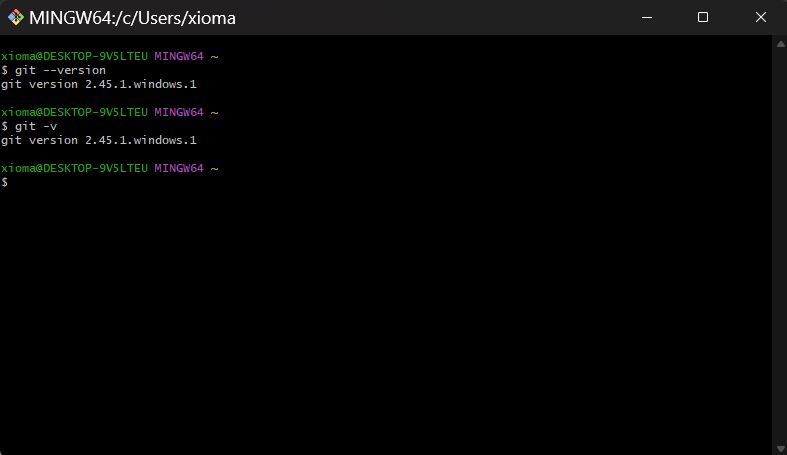 MINGW64:/c/Users/xioma
xioma@DESKTOP-9V5LTEU MINGW64 ~
$ git --version
git version 2.45.1.windows.1
xioma@DESKTOP-9V5LTEU MINGW64 ~
$ git -v
git version 2.45.1.windows.1
xioma@DESKTOP-9V5LTEU MINGW64 ~
$